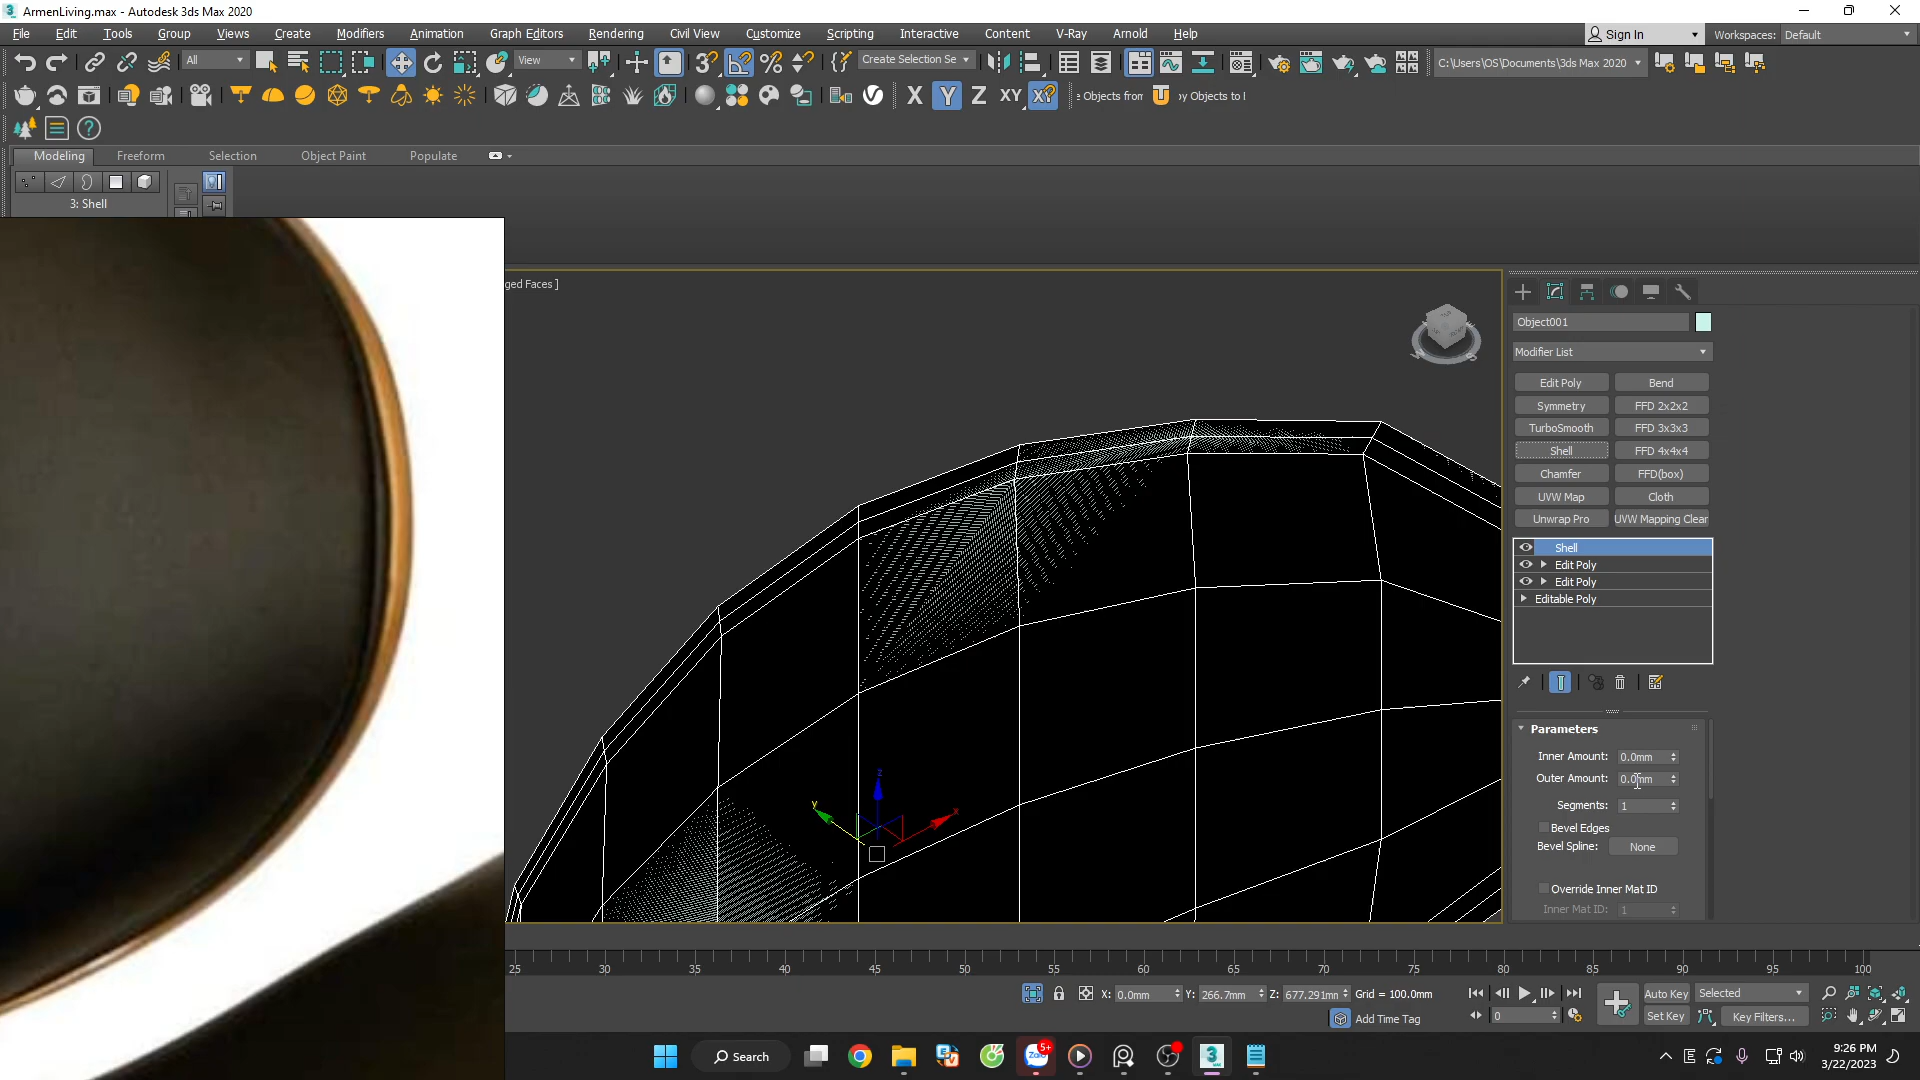 ArmenLiving.max - Autodesk 3ds Max 2020
File Edit Tools Group Views Create Modifiers Animation Graph Editors Rendering Civil View Customize Scripting Interactive Content V-Ray Arnold Help
Sign In
Workspaces: Default
All
View
Create Selection Se
C:\Users\OS\Documents\3ds Max 2020
X Y Z XY XY
e Objects fron
by Objects to l
Modeling Freeform Selection Object Paint Populate
3: Shell
ged Faces ]
Object001
Modifier List
Edit Poly Bend
Symmetry FFD 2x2x2
TurboSmooth FFD 3x3x3
Shell FFD 4x4x4
Chamfer FFD(box)
UVW Map Cloth
Unwrap Pro UVW Mapping Clear
Shell
Edit Poly
Edit Poly
Editable Poly
Parameters
Inner Amount: 0.0mm
Outer Amount: 0.0mm
Segments: 1
Bevel Edges
Bevel Spline: None
Override Inner Mat ID
Inner Mat ID: 1
z
y
x
25 30 35 40 45 50 55 60 65 70 75 80 85 90 95 100
X: 0.0mm Y: 266.7mm Z: 677.291mm Grid = 100.0mm
Add Time Tag
0
Auto Key Selected
Set Key Key Filters...
Search
5+
9:26 PM
3/22/2023